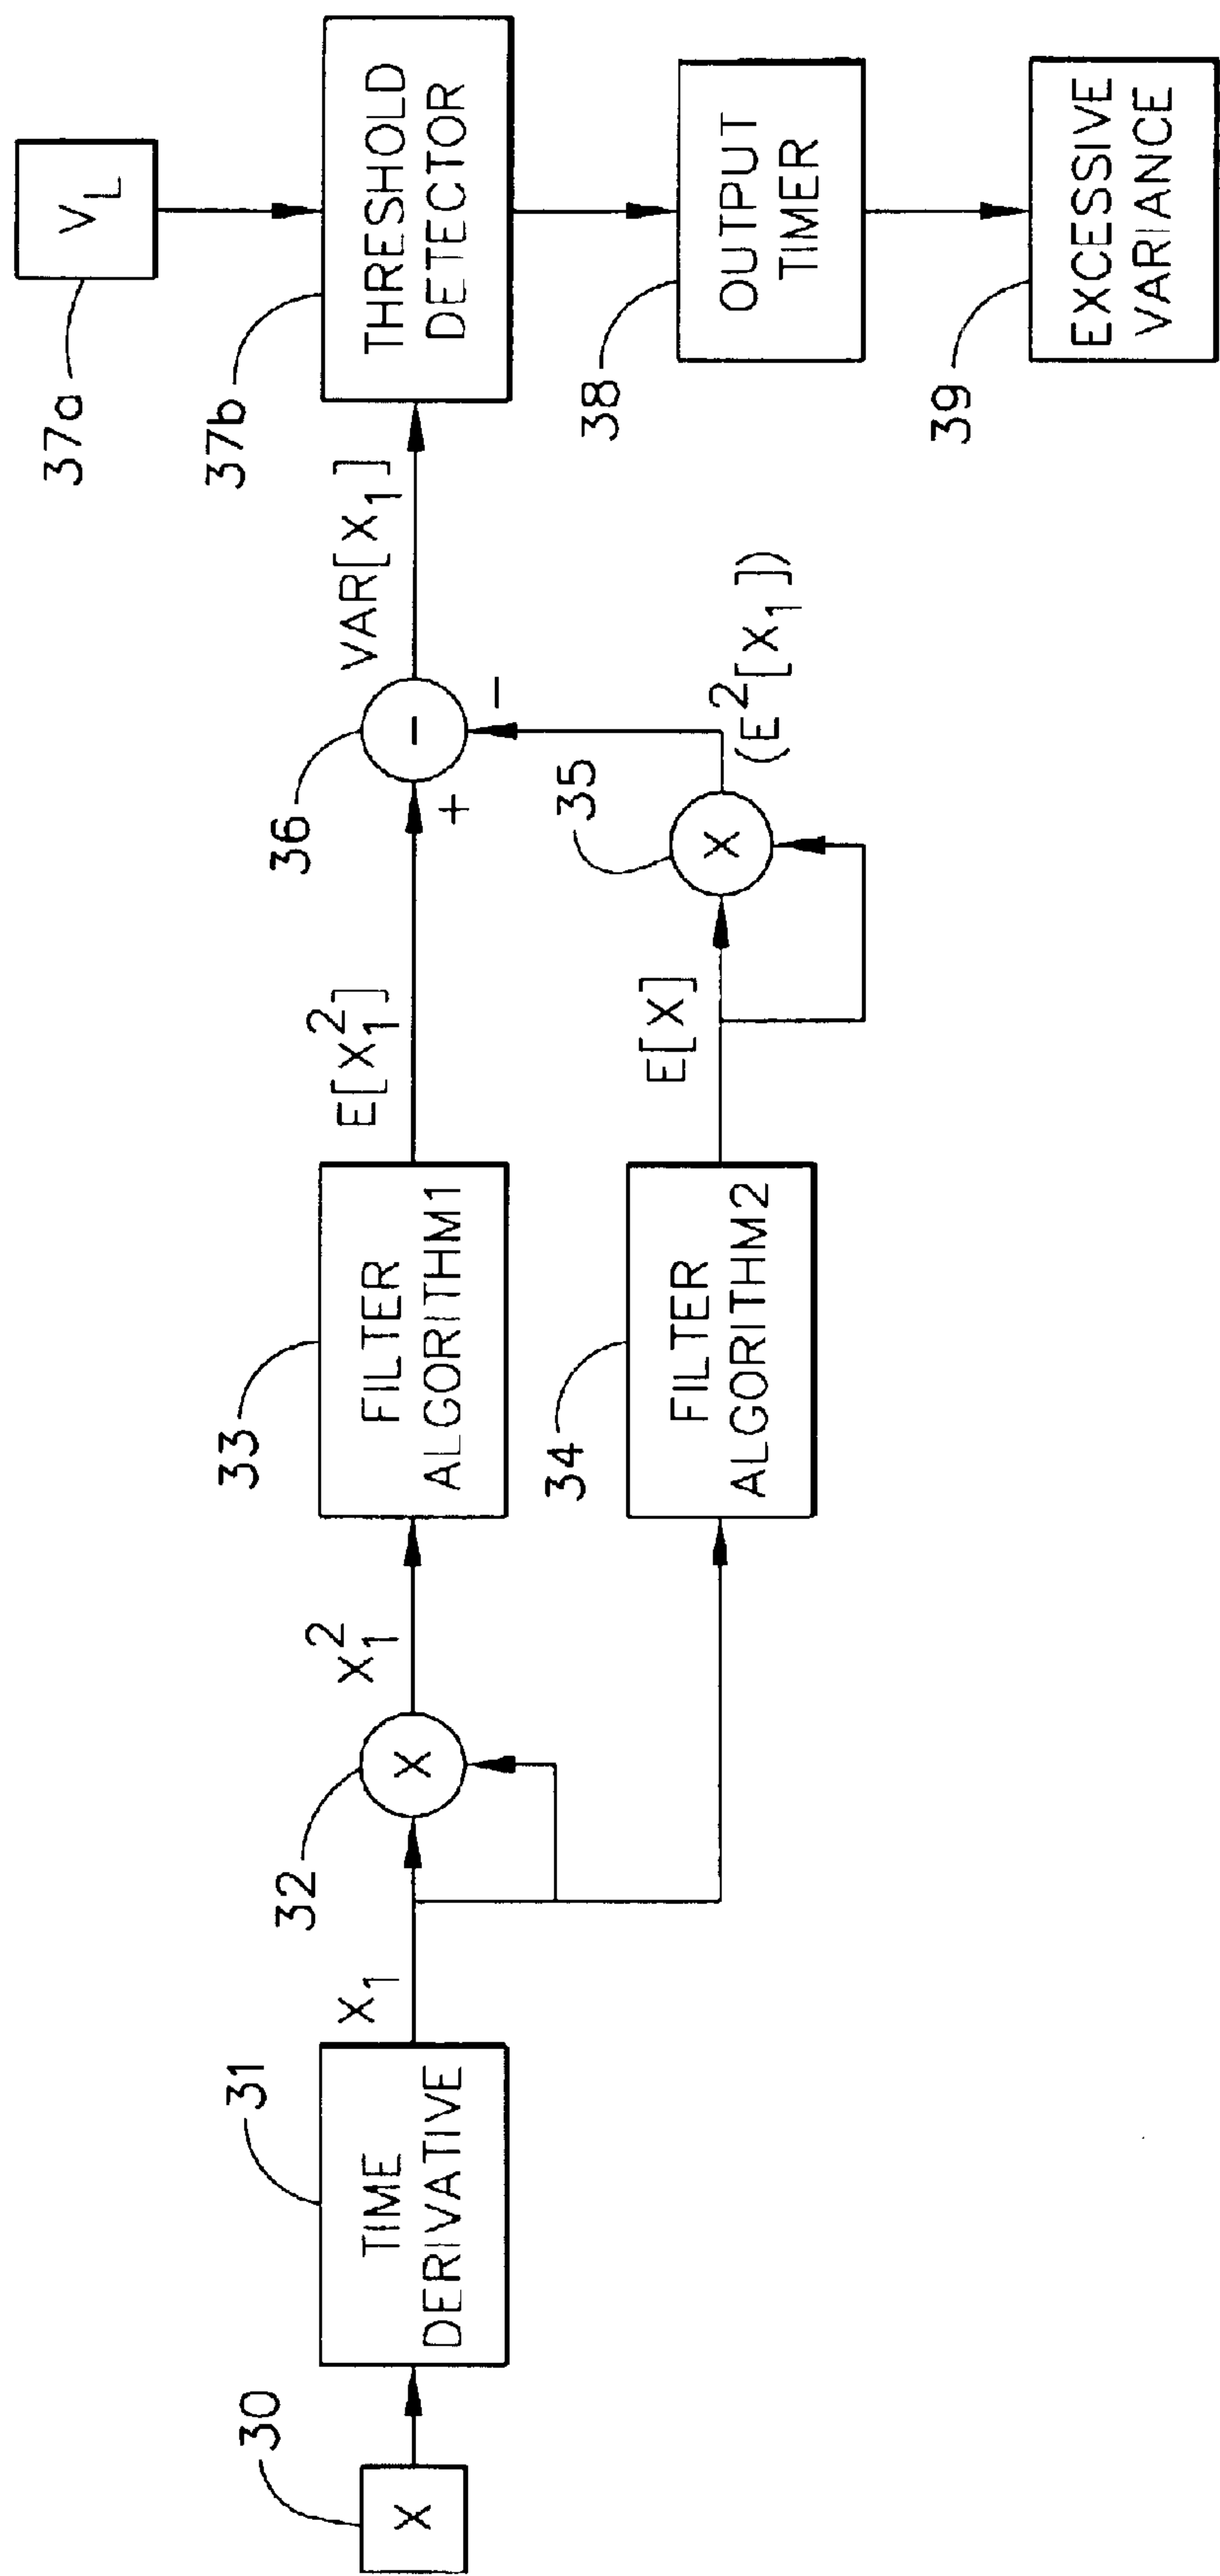 30
X
31
TIME
DERIVATIVE
X₁
32
X
X₁²
33
FILTER
ALGORITHM1
E[X₁²]
34
FILTER
ALGORITHM2
E[X]
35
X
(E²[X₁])
36
-
+
-
VAR[X₁]
37a
V_L
37b
THRESHOLD
DETECTOR
38
OUTPUT
TIMER
39
EXCESSIVE
VARIANCE